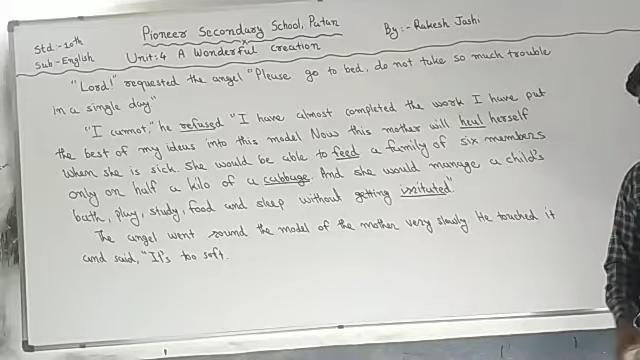 Std:-10th
Sub:-English
Pioneer Secondary School, Patan
Unit:4 A Wonderful Creation
By:- Rakesh Joshi
"Lord!" requested the angel "Please go to bed, do not take so much trouble
in a single day"
"I cannot," he refused "I have almost completed the work I have put
the best of my ideas into this model Now this mother will heal herself
when she is sick. She would be able to feed a family of six members
only on half a kilo of a cabbage. And she would manage a child's
bath, play, study, food and sleep without getting irritated"
The angel went round the model of the mother very slowly He touched it
and said, "It's too soft.